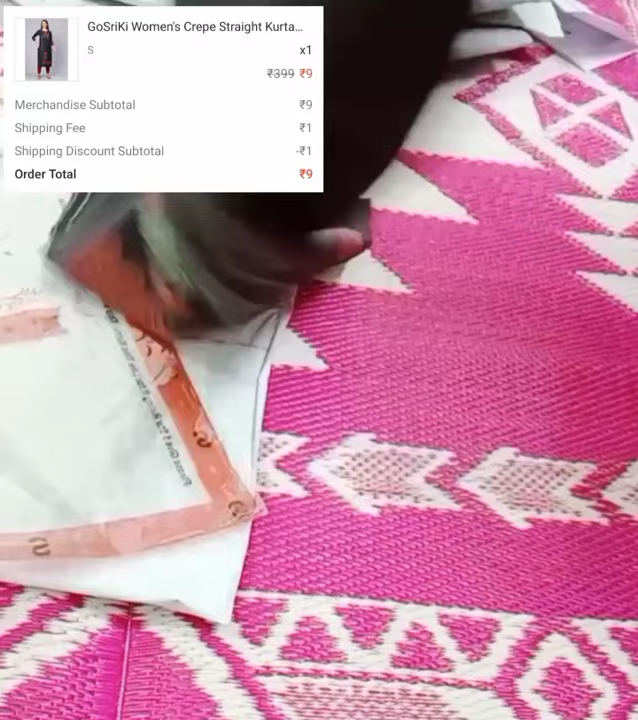 GoSriKi Women's Crepe Straight Kurta...
S
x1
₹399 ₹9
Merchandise Subtotal
₹9
Shipping Fee
₹1
Shipping Discount Subtotal
-₹1
Order Total
₹9